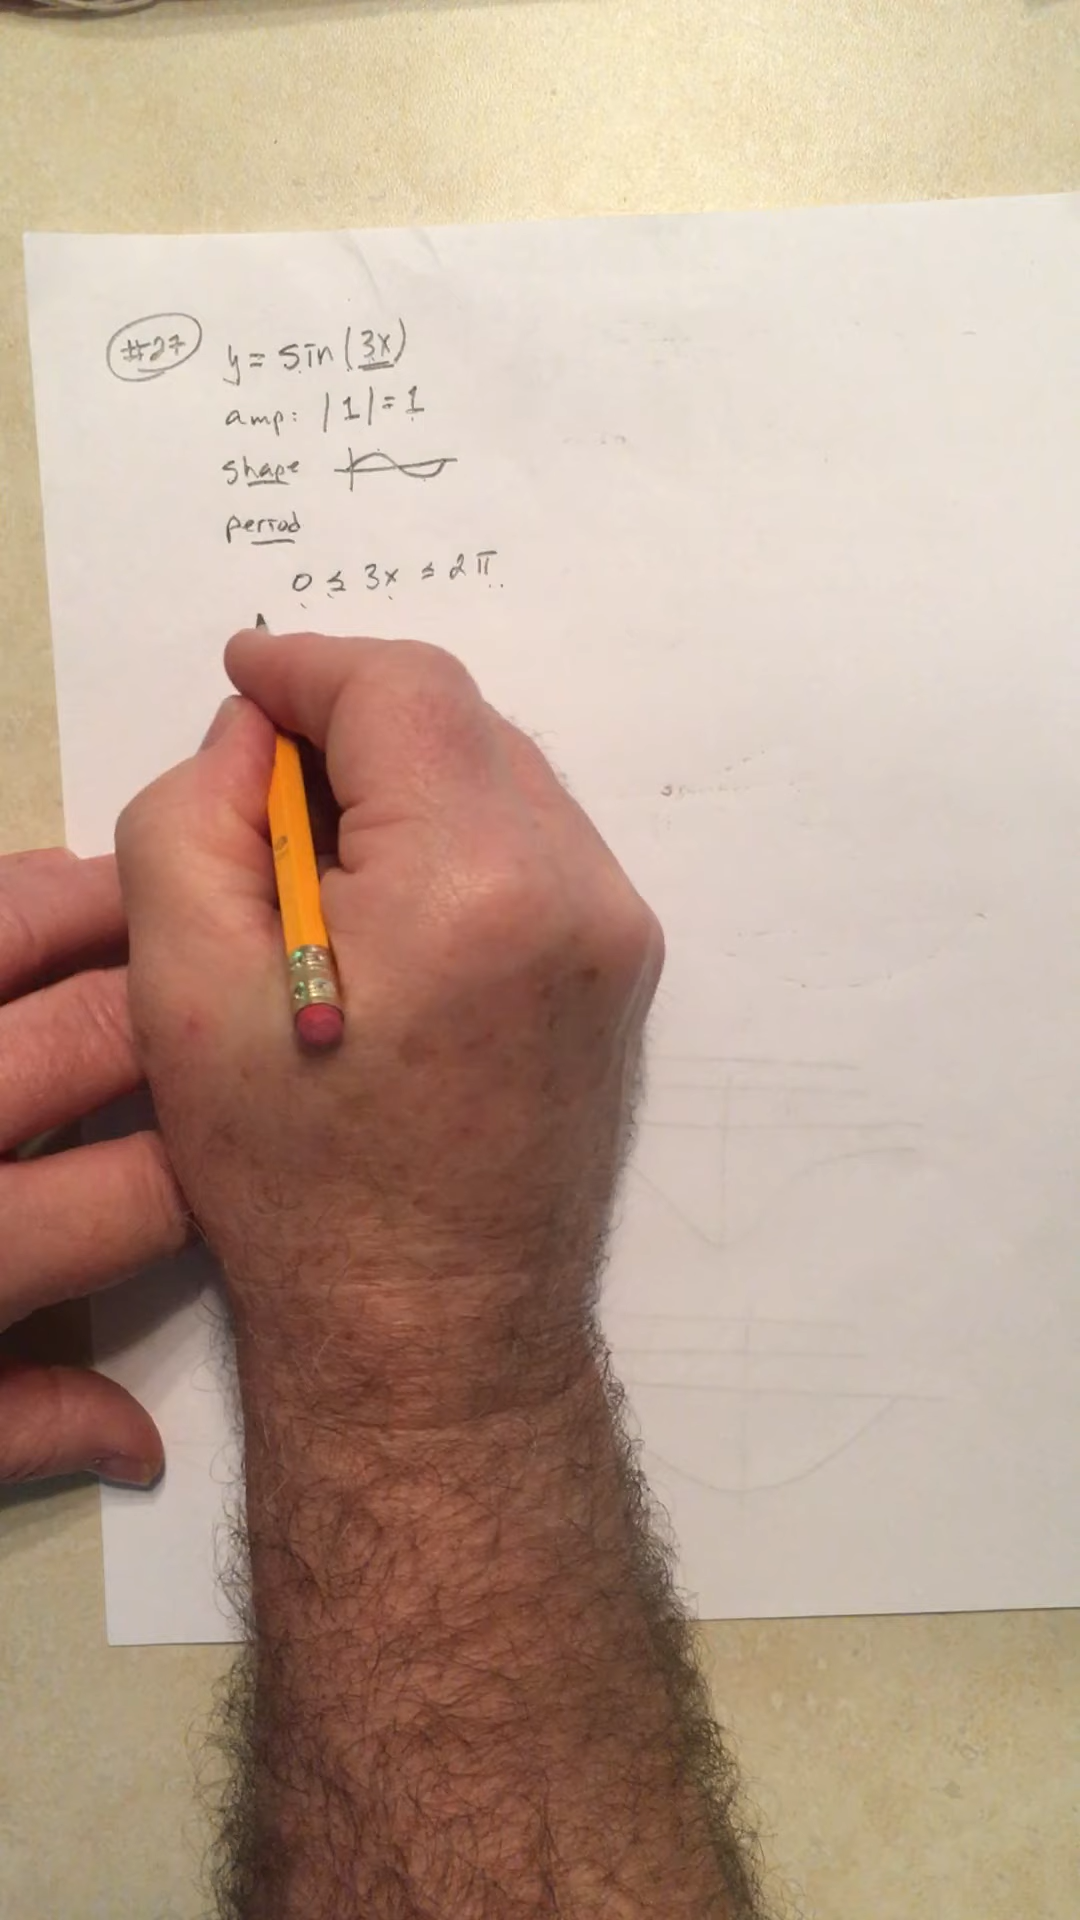 #27 y = sin(3x)
amp: |1| = 1
shape
period
0 ≤ 3x ≤ 2π